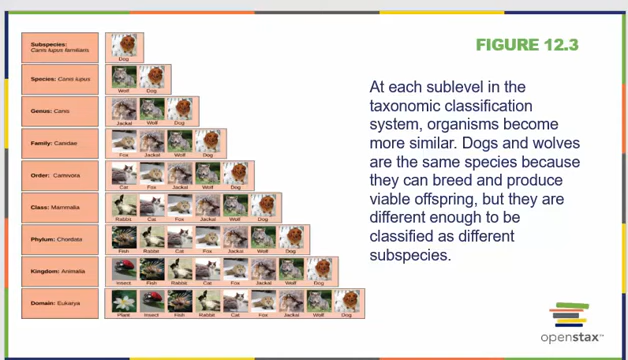 FIGURE 12.3
Subspecies:
Canis lupus familiaris
Dog
Species: Canis lupus
Wolf Dog
Genus: Canis
Jackal Wolf Dog
Family: Canidae
Fox Jackal Wolf Dog
Order: Carnivora
Cat Fox Jackal Wolf Dog
Class: Mammalia
Rabbit Cat Fox Jackal Wolf Dog
Phylum: Chordata
Fish Rabbit Cat Fox Jackal Wolf Dog
Kingdom: Animalia
Insect Fish Rabbit Cat Fox Jackal Wolf Dog
Domain: Eukarya
Plant Insect Fish Rabbit Cat Fox Jackal Wolf Dog
At each sublevel in the
taxonomic classification
system, organisms become
more similar. Dogs and wolves
are the same species because
they can breed and produce
viable offspring, but they are
different enough to be
classified as different
subspecies.
openstax™